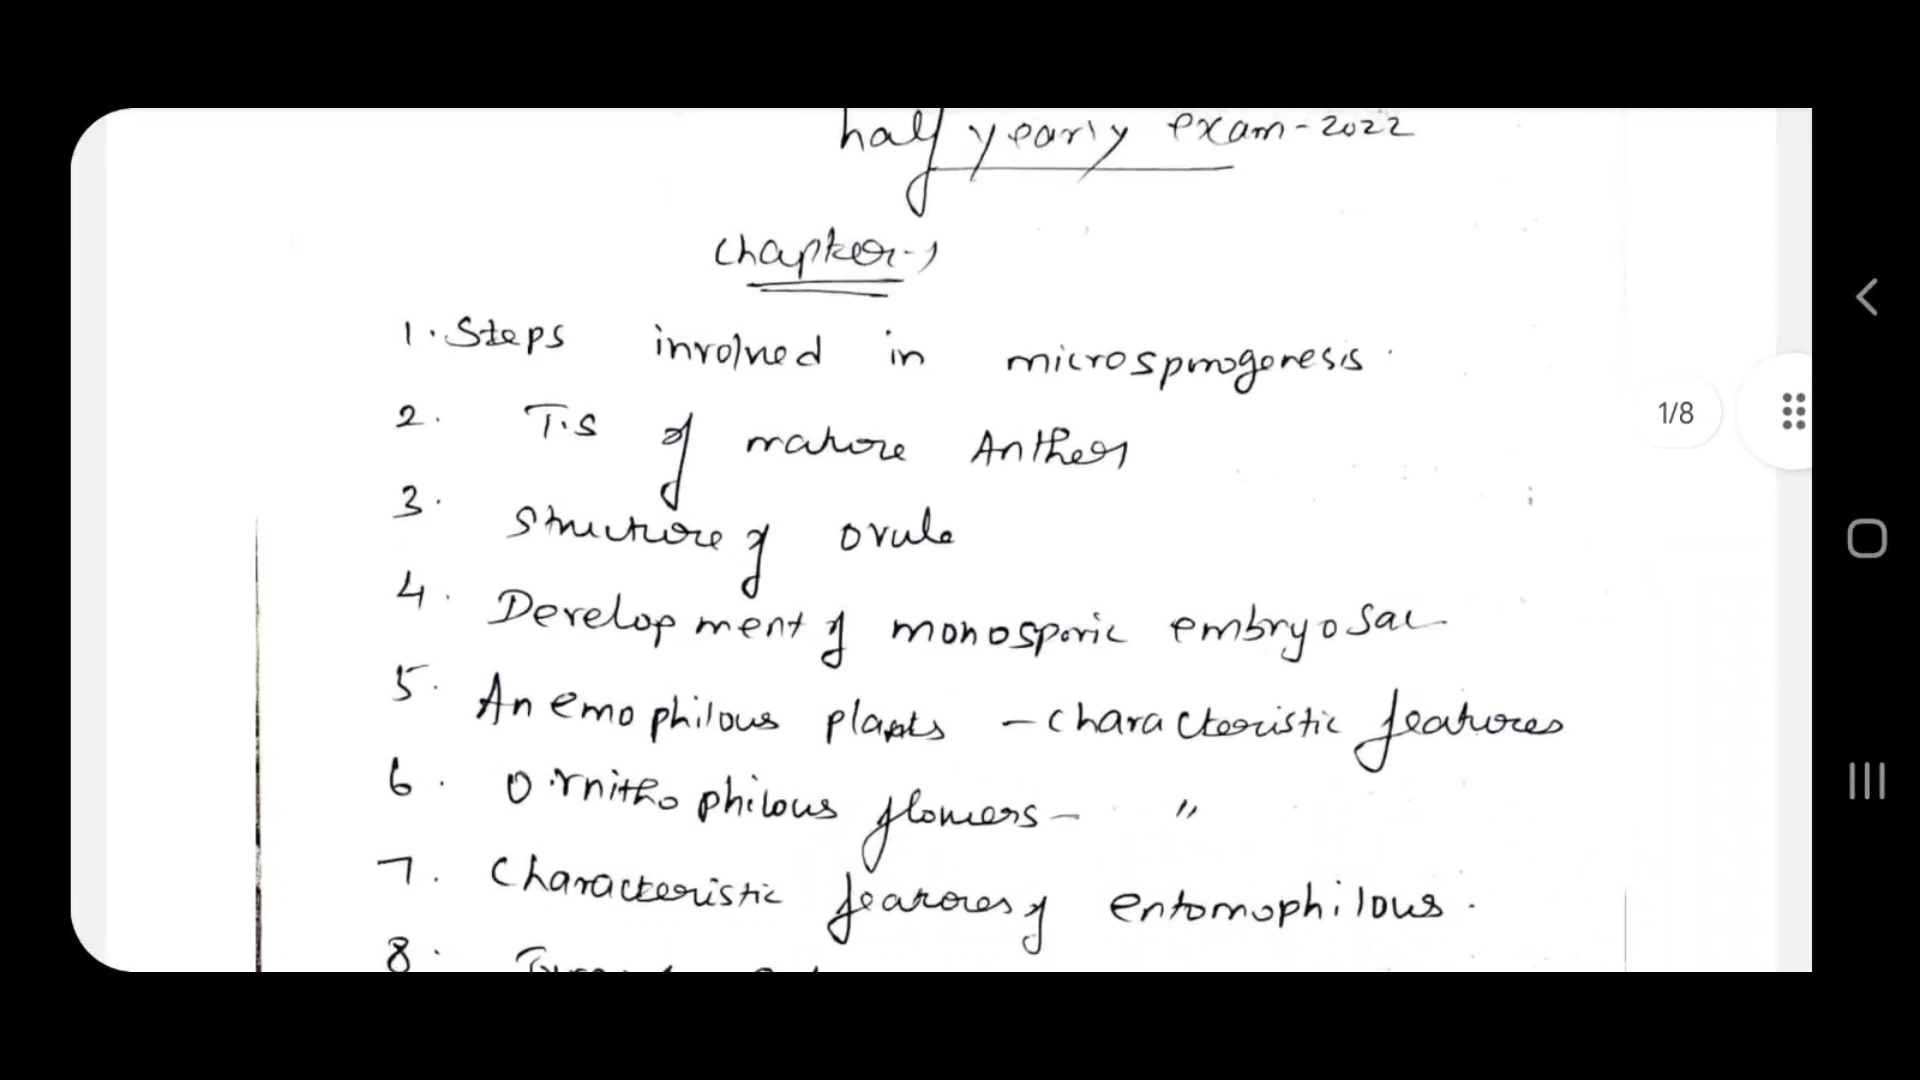 half yearly exam-2022
Chapter-1
1. Steps involved in microsporogenesis.
2. T.S of mature Anther
3. Structure of ovule
4. Development of monosporic embryosac
5. Anemophilous plants - characteristic features
1/8
6. Ornithophilous flowers - "
7. Characteristic features of entomophilous.
8.